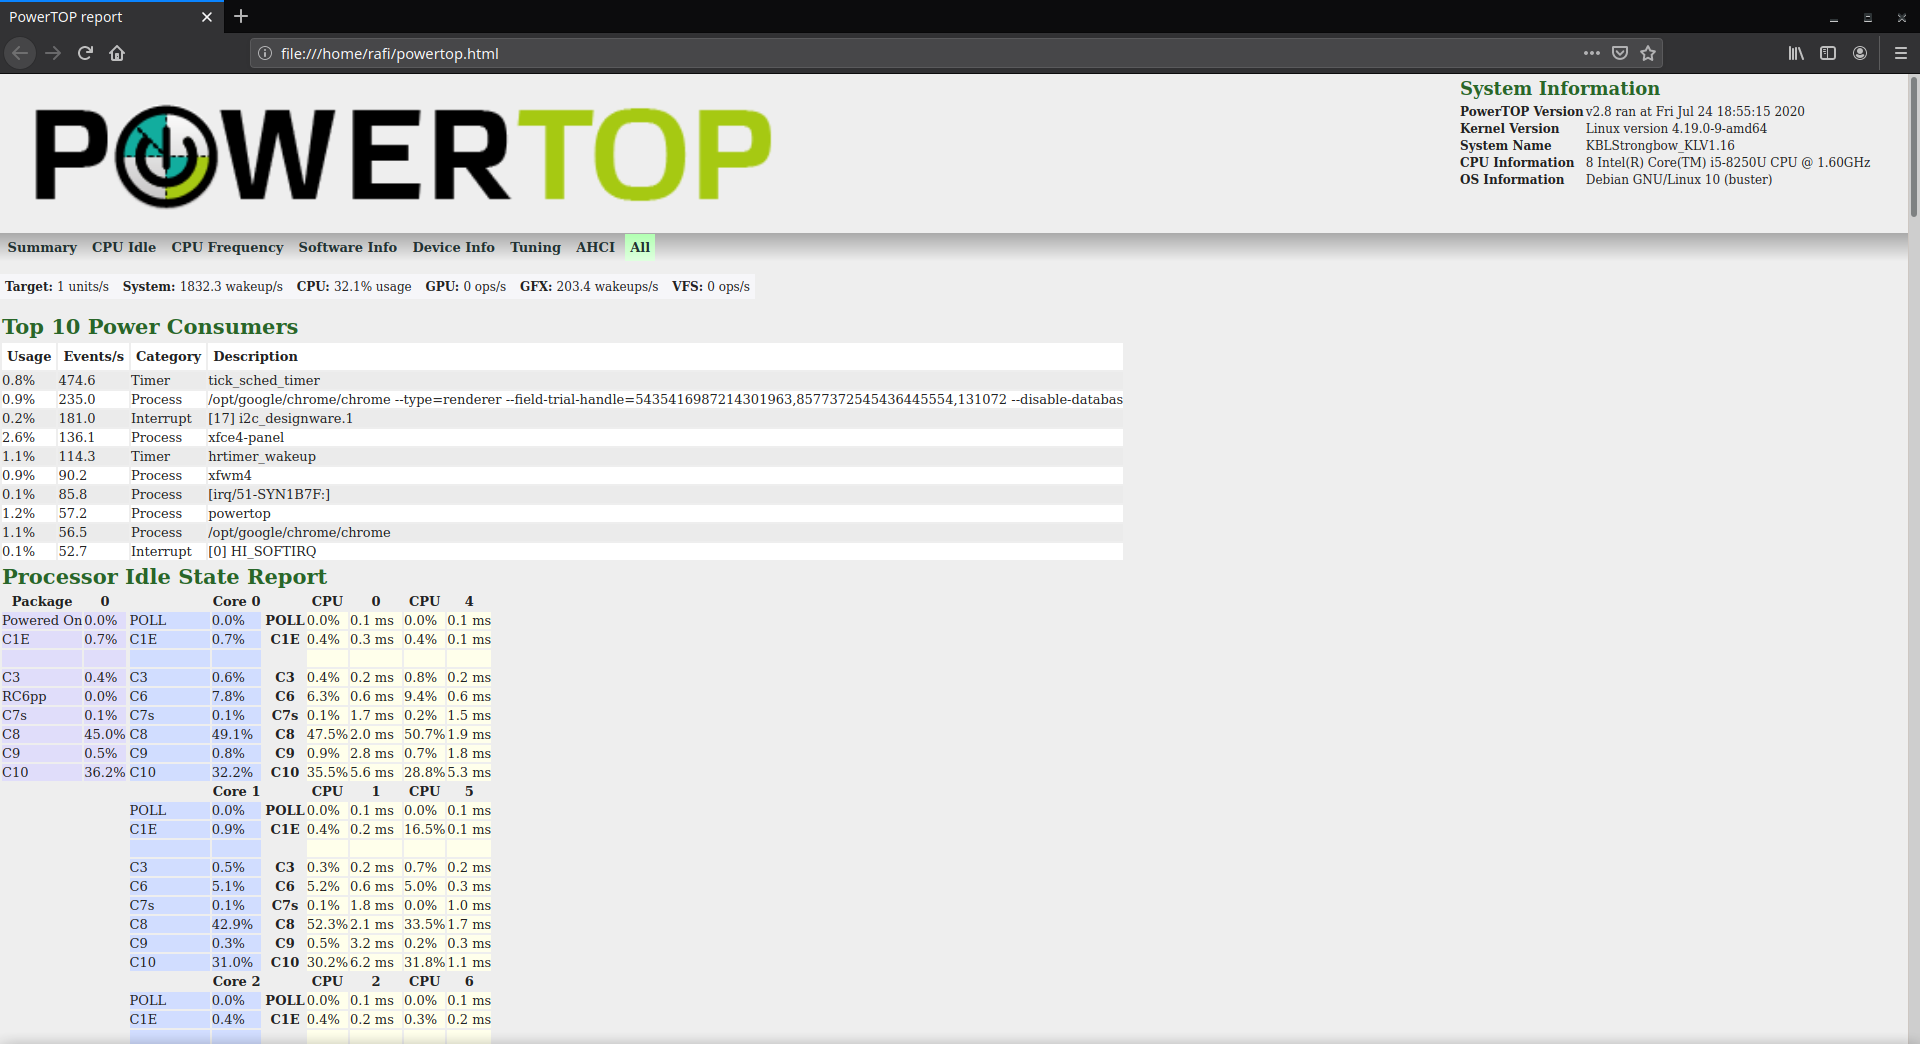 PowerTOP report
file:///home/rafi/powertop.html
POWERTOP
System Information
PowerTOP Version v2.8 ran at Fri Jul 24 18:55:15 2020
Kernel Version Linux version 4.19.0-9-amd64
System Name KBLStrongbow_KLV1.16
CPU Information 8 Intel(R) Core(TM) i5-8250U CPU @ 1.60GHz
OS Information Debian GNU/Linux 10 (buster)
Summary CPU Idle CPU Frequency Software Info Device Info Tuning AHCI All
Target: 1 units/s System: 1832.3 wakeup/s CPU: 32.1% usage GPU: 0 ops/s GFX: 203.4 wakeups/s VFS: 0 ops/s
Top 10 Power Consumers
Usage Events/s Category Description
0.8% 474.6 Timer tick_sched_timer
0.9% 235.0 Process /opt/google/chrome/chrome --type=renderer --field-trial-handle=5435416987214301963,8577372545436445554,131072 --disable-databas
0.2% 181.0 Interrupt [17] i2c_designware.1
2.6% 136.1 Process xfce4-panel
1.1% 114.3 Timer hrtimer_wakeup
0.9% 90.2 Process xfwm4
0.1% 85.8 Process [irq/51-SYN1B7F:]
1.2% 57.2 Process powertop
1.1% 56.5 Process /opt/google/chrome/chrome
0.1% 52.7 Interrupt [0] HI_SOFTIRQ
Processor Idle State Report
Package 0 Core 0 CPU 0 CPU 4
Powered On 0.0% POLL 0.0% POLL 0.0% 0.1 ms 0.0% 0.1 ms
C1E 0.7% C1E 0.7% C1E 0.4% 0.3 ms 0.4% 0.1 ms
C3 0.4% C3 0.6% C3 0.4% 0.2 ms 0.8% 0.2 ms
RC6pp 0.0% C6 7.8% C6 6.3% 0.6 ms 9.4% 0.6 ms
C7s 0.1% C7s 0.1% C7s 0.1% 1.7 ms 0.2% 1.5 ms
C8 45.0% C8 49.1% C8 47.5% 2.0 ms 50.7% 1.9 ms
C9 0.5% C9 0.8% C9 0.9% 2.8 ms 0.7% 1.8 ms
C10 36.2% C10 32.2% C10 35.5% 5.6 ms 28.8% 5.3 ms
Core 1 CPU 1 CPU 5
POLL 0.0% POLL 0.0% 0.1 ms 0.0% 0.1 ms
C1E 0.9% C1E 0.4% 0.2 ms 16.5% 0.1 ms
C3 0.5% C3 0.3% 0.2 ms 0.7% 0.2 ms
C6 5.1% C6 5.2% 0.6 ms 5.0% 0.3 ms
C7s 0.1% C7s 0.1% 1.8 ms 0.0% 1.0 ms
C8 42.9% C8 52.3% 2.1 ms 33.5% 1.7 ms
C9 0.3% C9 0.5% 3.2 ms 0.2% 0.3 ms
C10 31.0% C10 30.2% 6.2 ms 31.8% 1.1 ms
Core 2 CPU 2 CPU 6
POLL 0.0% POLL 0.0% 0.1 ms 0.0% 0.1 ms
C1E 0.4% C1E 0.4% 0.2 ms 0.3% 0.2 ms